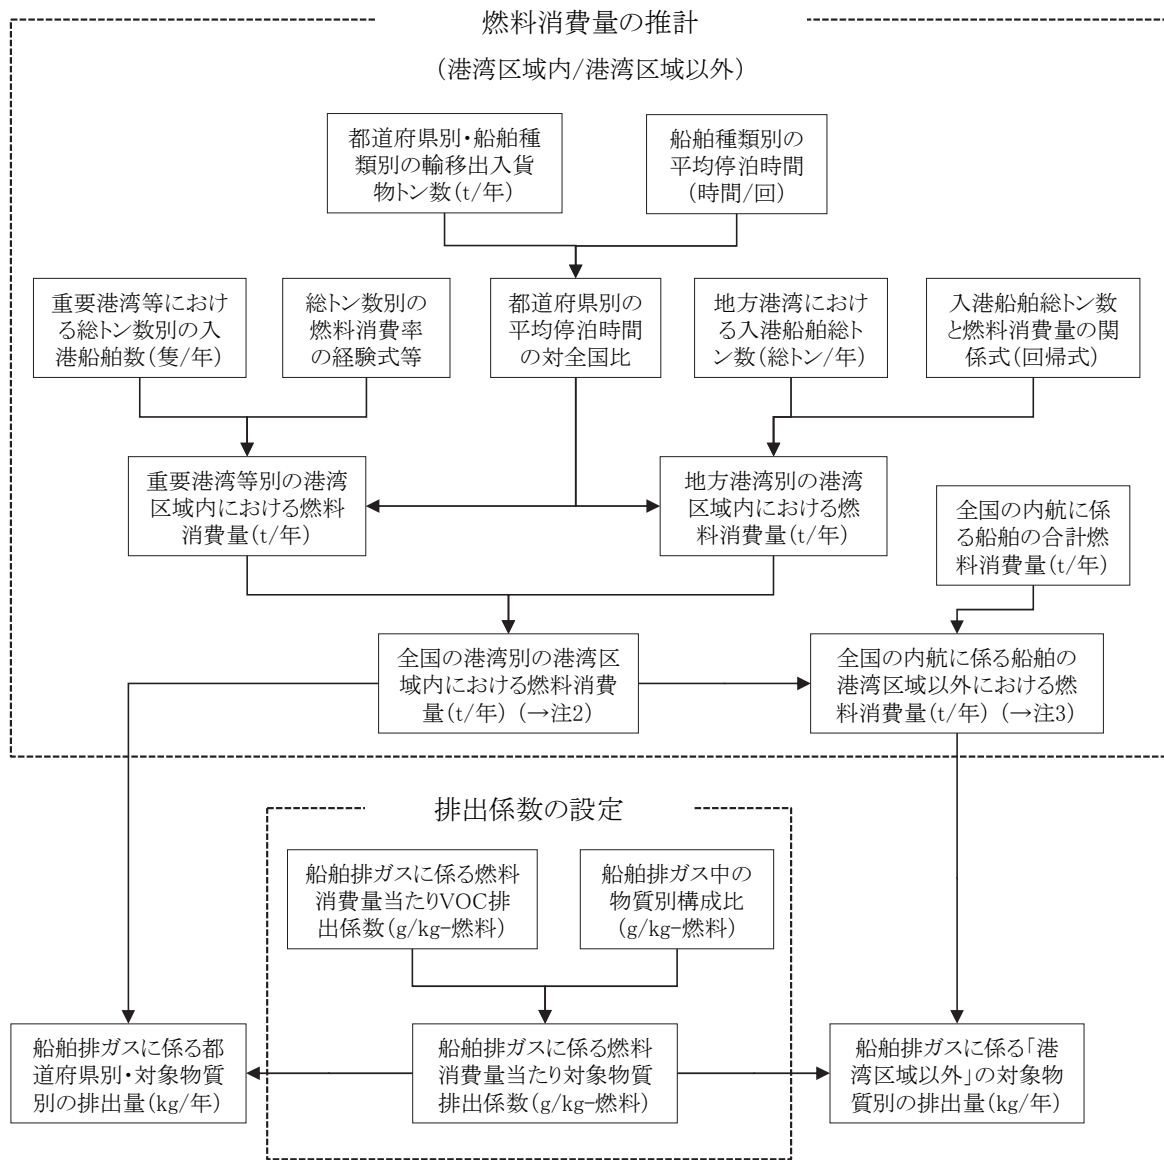 燃料消費量の推計
(港湾区域内/港湾区域以外)
都道府県別・船舶種
類別の輸移出入貨
物トン数(t/年)
船舶種類別の
平均停泊時間
(時間/回)
重要港湾等におけ
る総トン数別の入
港船舶数(隻/年)
総トン数別の
燃料消費率
の経験式等
都道府県別の
平均停泊時間
の対全国比
地方港湾におけ
る入港船舶総ト
ン数(総トン/年)
入港船舶総トン数
と燃料消費量の関
係式(回帰式)
重要港湾等別の港湾
区域内における燃料
消費量(t/年)
地方港湾別の港湾
区域内における燃
料消費量(t/年)
全国の内航に係
る船舶の合計燃
料消費量(t/年)
全国の港湾別の港湾区
域内における燃料消費
量(t/年) (→注2)
全国の内航に係る船舶の
港湾区域以外における燃
料消費量(t/年) (→注3)
排出係数の設定
船舶排ガスに係る燃料
消費量当たりVOC排
出係数(g/kg-燃料)
船舶排ガス中の
物質別構成比
(g/kg-燃料)
船舶排ガスに係る都
道府県別・対象物質
別の排出量(kg/年)
船舶排ガスに係る燃料
消費量当たり対象物質
排出係数(g/kg-燃料)
船舶排ガスに係る「港
湾区域以外」の対象物
質別の排出量(kg/年)